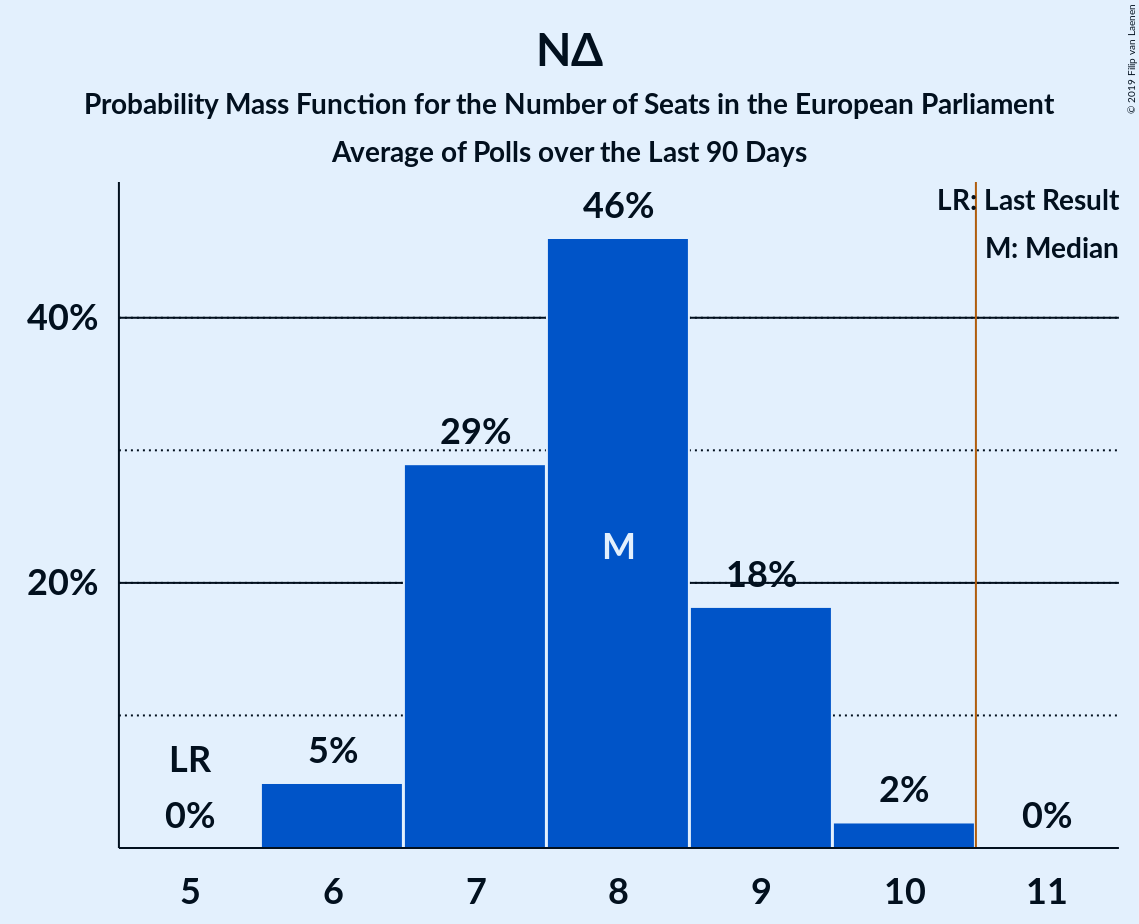 ΝΔ
Probability Mass Function for the Number of Seats in the European Parliament
Average of Polls over the Last 90 Days
© 2019 Filip van Laenen
LR: Last Result
M: Median
46%
40%
29%
M
20%
18%
LR
5%
2%
0%
0%
5 6 7 8 9 10 11